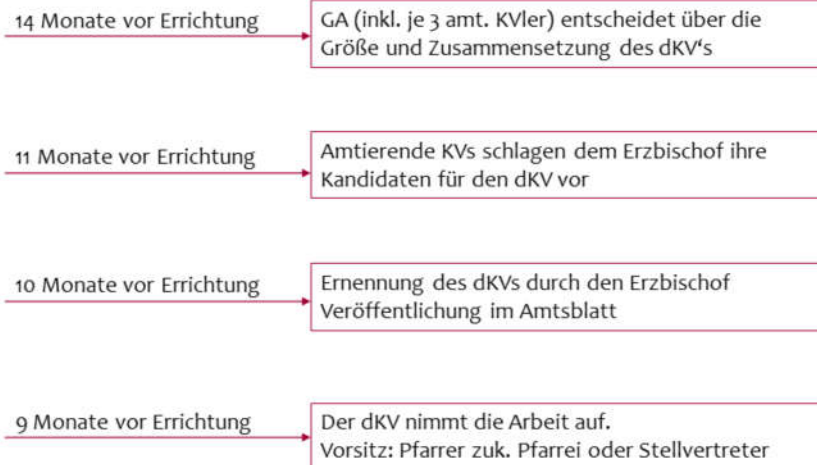 14 Monate vor Errichtung
GA (inkl. je 3 amt. KVler) entscheidet über die
Größe und Zusammensetzung des dKV‘s
11 Monate vor Errichtung
Amtierende KVs schlagen dem Erzbischof ihre
Kandidaten für den dKV vor
10 Monate vor Errichtung
Ernennung des dKVs durch den Erzbischof
Veröffentlichung im Amtsblatt
9 Monate vor Errichtung
Der dKV nimmt die Arbeit auf.
Vorsitz: Pfarrer zuk. Pfarrei oder Stellvertreter